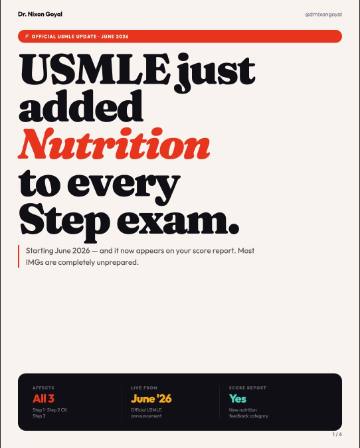 Dr. Nixon Goyal
@drnixongoyal
OFFICIAL USMLE UPDATE · JUNE 2026
USMLE just
added
Nutrition
to every
Step exam.
Starting June 2026 — and it now appears on your score report. Most
IMGs are completely unprepared.
AFFECTS
All 3
Step 1 · Step 2 CK
Step 3
LIVE FROM
June '26
Official USMLE
announcement
SCORE REPORT
Yes
New nutrition
feedback category
1 / 6